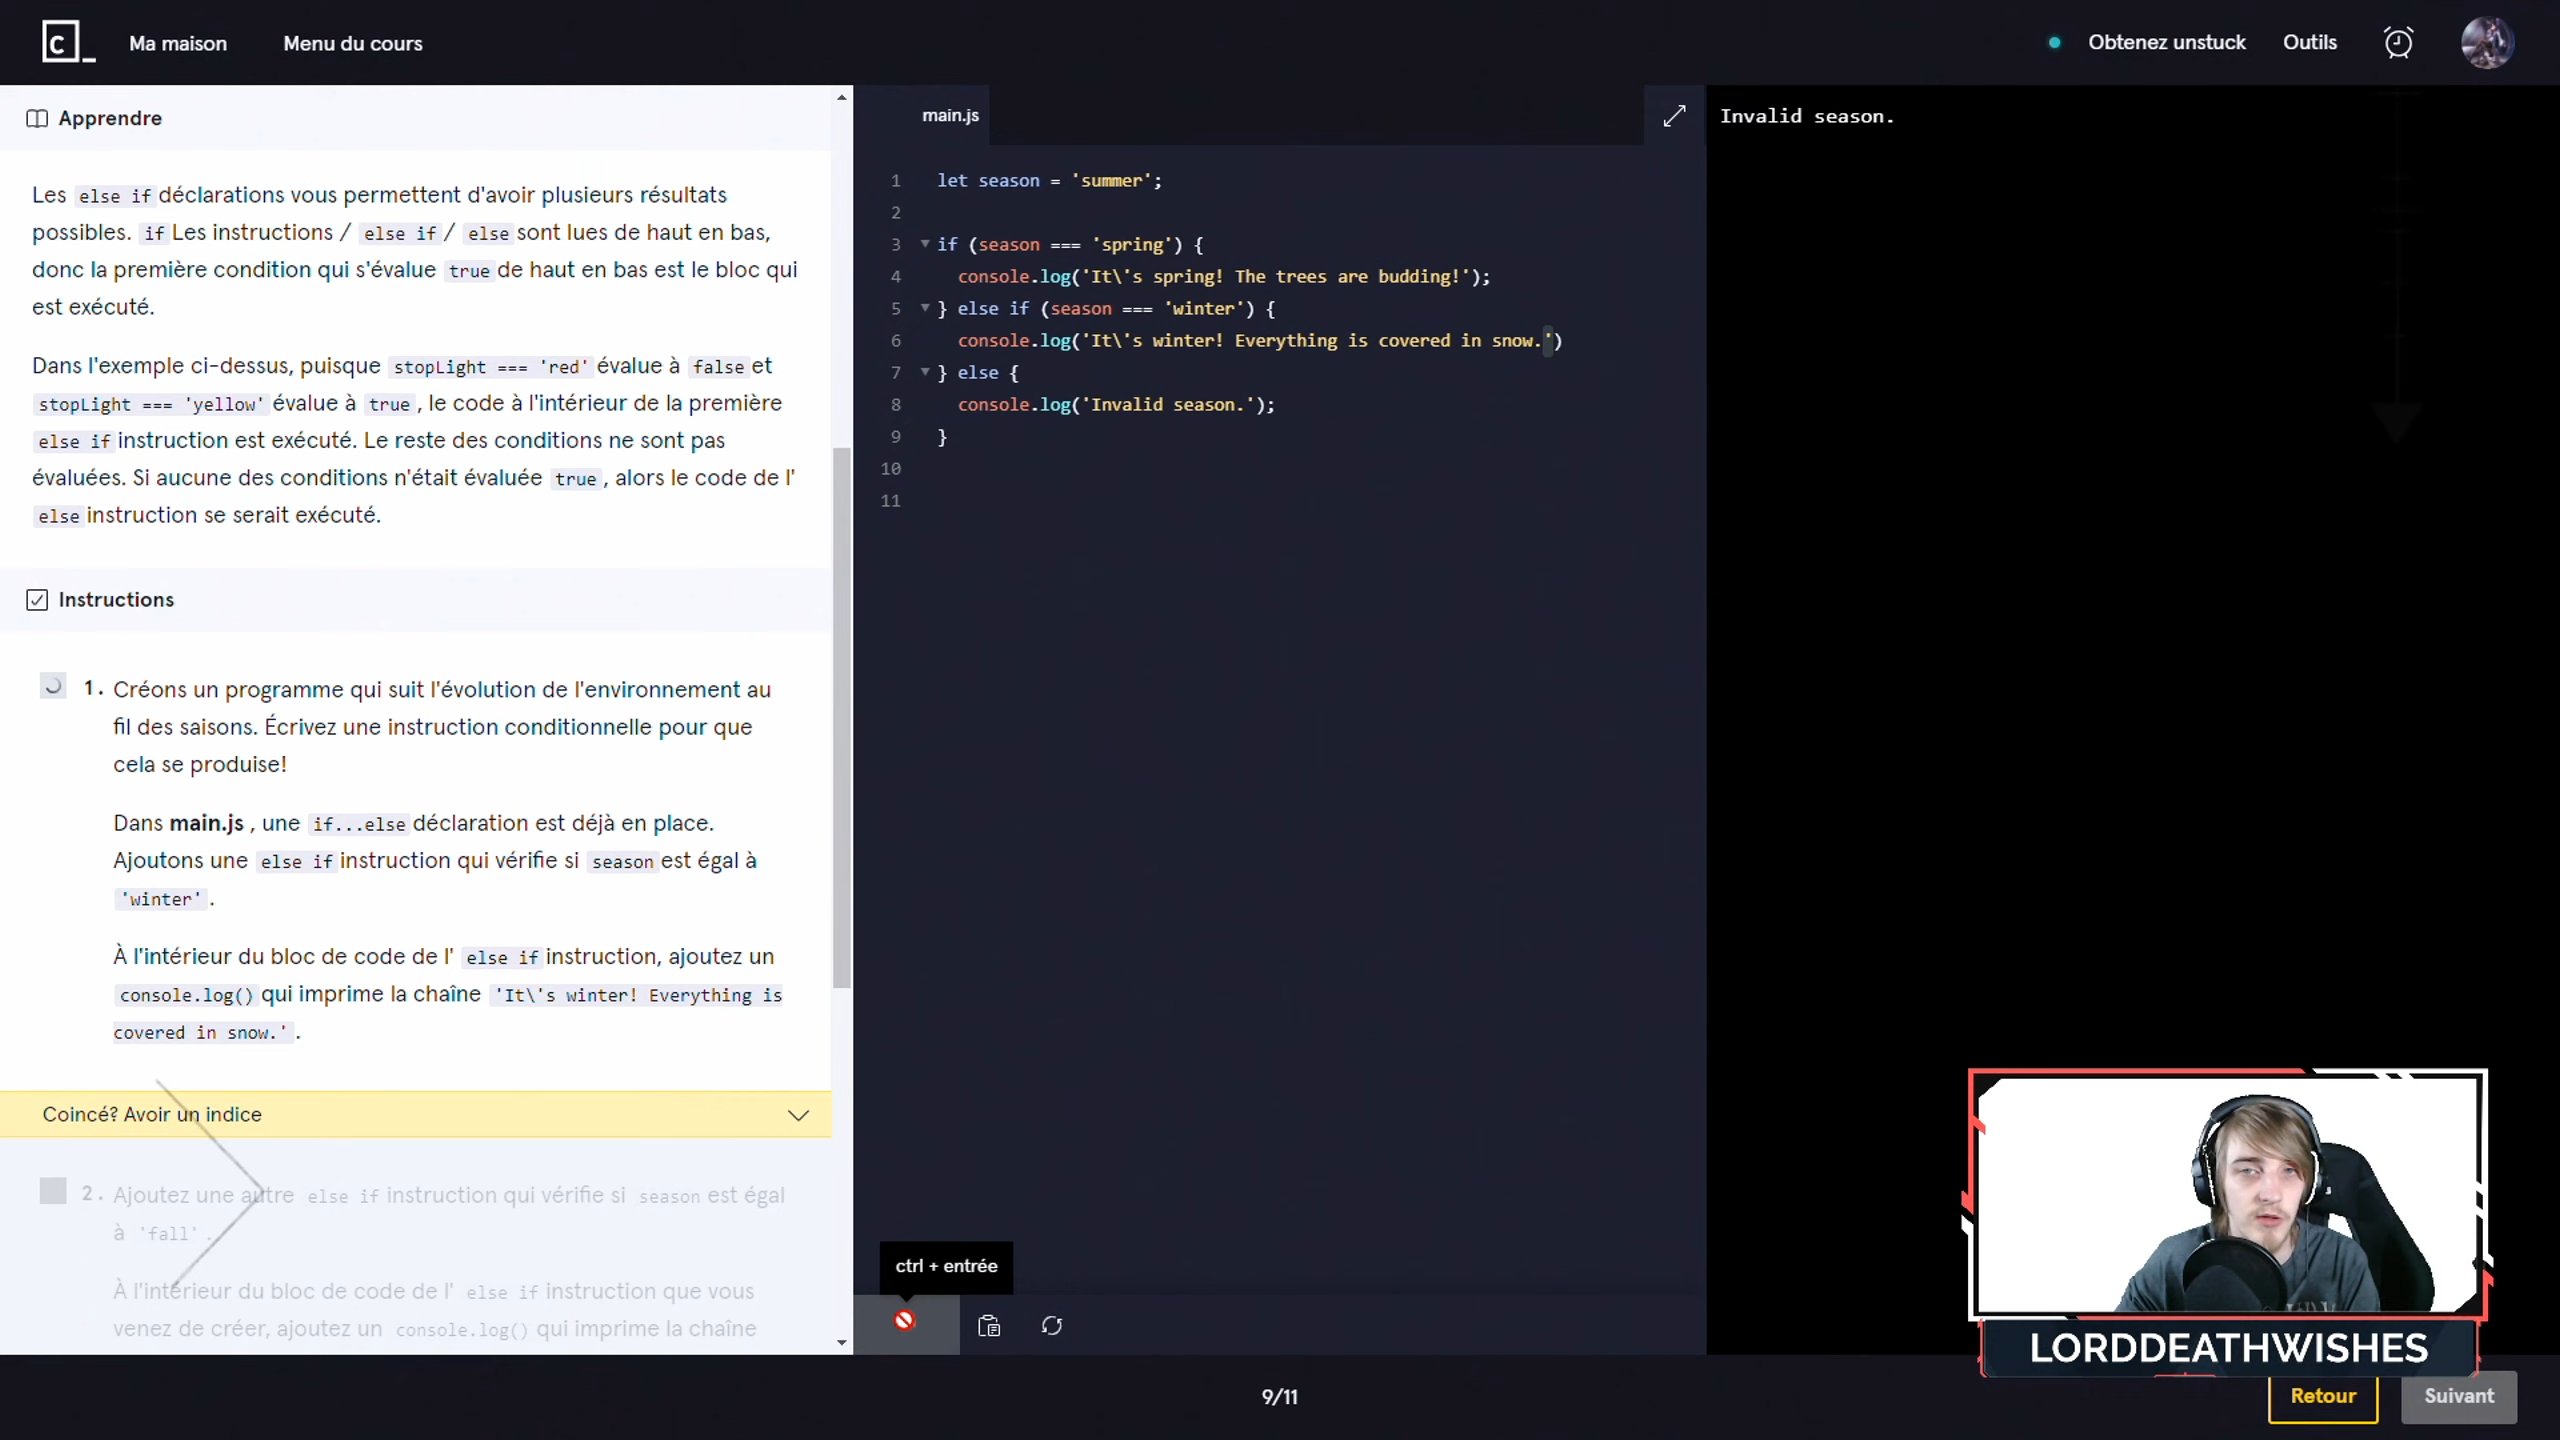 c_ Ma maison Menu du cours Obtenez unstuck Outils
Apprendre
Les else if déclarations vous permettent d'avoir plusieurs résultats
possibles. if Les instructions / else if / else sont lues de haut en bas,
donc la première condition qui s'évalue true de haut en bas est le bloc qui
est exécuté.
Dans l'exemple ci-dessus, puisque stopLight === 'red' évalue à false et
stopLight === 'yellow' évalue à true , le code à l'intérieur de la première
else if instruction est exécuté. Le reste des conditions ne sont pas
évaluées. Si aucune des conditions n'était évaluée true , alors le code de l'
else instruction se serait exécuté.
Instructions
1. Créons un programme qui suit l'évolution de l'environnement au
fil des saisons. Écrivez une instruction conditionnelle pour que
cela se produise!
Dans main.js , une if...else déclaration est déjà en place.
Ajoutons une else if instruction qui vérifie si season est égal à
'winter' .
À l'intérieur du bloc de code de l' else if instruction, ajoutez un
console.log() qui imprime la chaîne 'It\'s winter! Everything is
covered in snow.' .
Coincé? Avoir un indice
2. Ajoutez une autre else if instruction qui vérifie si season est égal
à 'fall' .
À l'intérieur du bloc de code de l' else if instruction que vous
venez de créer, ajoutez un console.log() qui imprime la chaîne
main.js
1 let season = 'summer';
2
3 if (season === 'spring') {
4 console.log('It\'s spring! The trees are budding!');
5 } else if (season === 'winter') {
6 console.log('It\'s winter! Everything is covered in snow.')
7 } else {
8 console.log('Invalid season.');
9 }
10
11
ctrl + entrée
Invalid season.
LORDDEATHWISHES
9/11
Retour Suivant